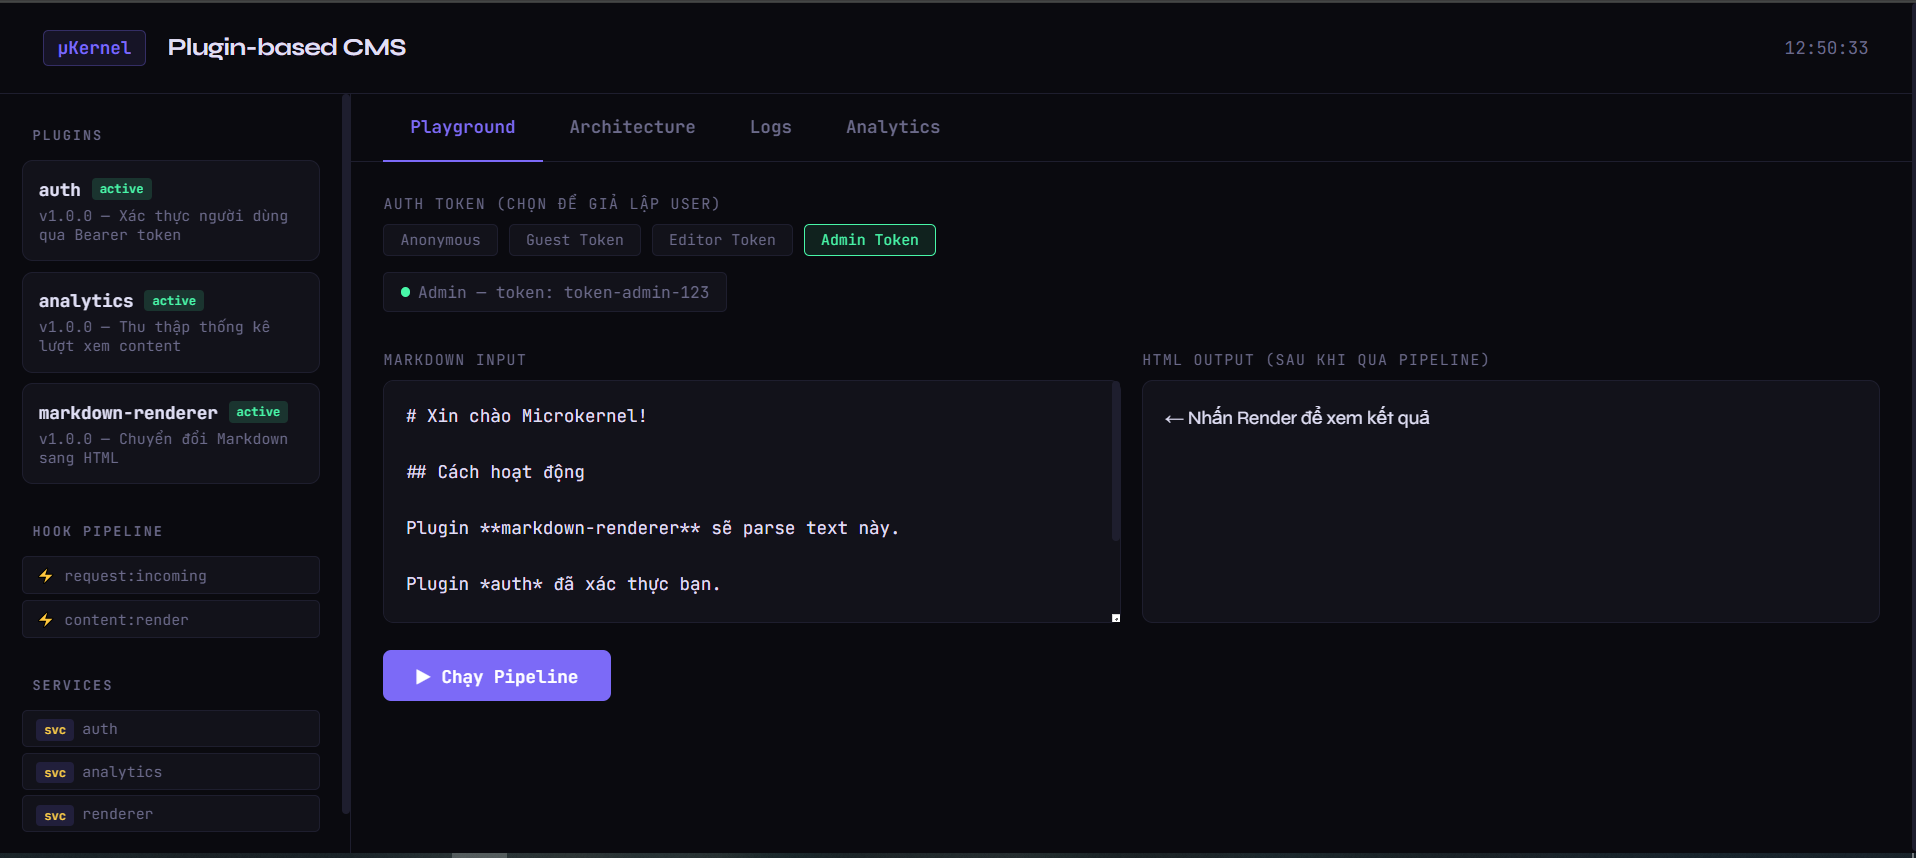 µKernel
Plugin-based CMS
12:50:33
PLUGINS
auth active
v1.0.0 — Xác thực người dùng
qua Bearer token
analytics active
v1.0.0 — Thu thập thống kê
lượt xem content
markdown-renderer active
v1.0.0 — Chuyển đổi Markdown
sang HTML
HOOK PIPELINE
⚡ request:incoming
⚡ content:render
SERVICES
svc auth
svc analytics
svc renderer
Playground Architecture Logs Analytics
AUTH TOKEN (CHỌN ĐỂ GIẢ LẬP USER)
Anonymous Guest Token Editor Token Admin Token
Admin — token: token-admin-123
MARKDOWN INPUT
# Xin chào Microkernel!
## Cách hoạt động
Plugin **markdown-renderer** sẽ parse text này.
Plugin *auth* đã xác thực bạn.
HTML OUTPUT (SAU KHI QUA PIPELINE)
← Nhấn Render để xem kết quả
▶ Chạy Pipeline